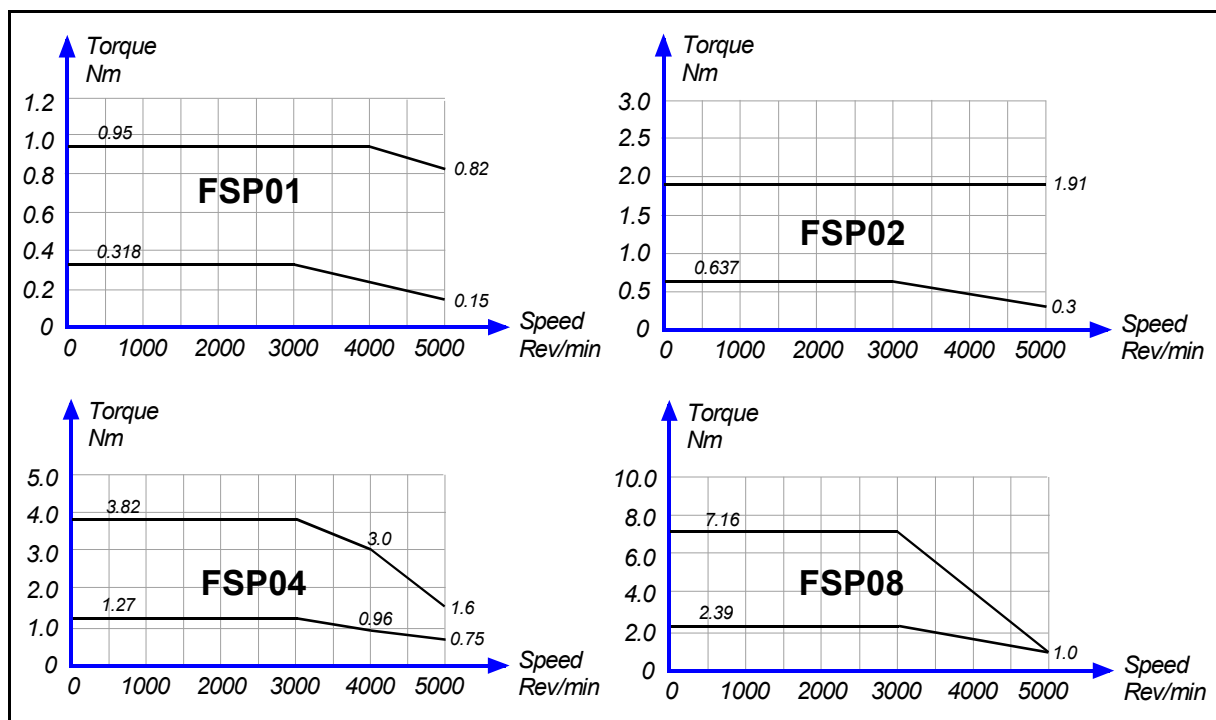 Torque
Nm
1.2
1.0
0.8
0.6
0.4
0.2
0
0.95
0.82
FSP01
0.318
0.15
0 1000 2000 3000 4000 5000
Speed
Rev/min
Torque
Nm
3.0
2.5
2.0
1.5
1.0
0.5
0
1.91
FSP02
0.637
0.3
0 1000 2000 3000 4000 5000
Speed
Rev/min
Torque
Nm
5.0
4.0
3.0
2.0
1.0
0
3.82
3.0
1.6
FSP04
1.27
0.96
0.75
0 1000 2000 3000 4000 5000
Speed
Rev/min
Torque
Nm
10.0
8.0
6.0
4.0
2.0
0
7.16
FSP08
2.39
1.0
0 1000 2000 3000 4000 5000
Speed
Rev/min